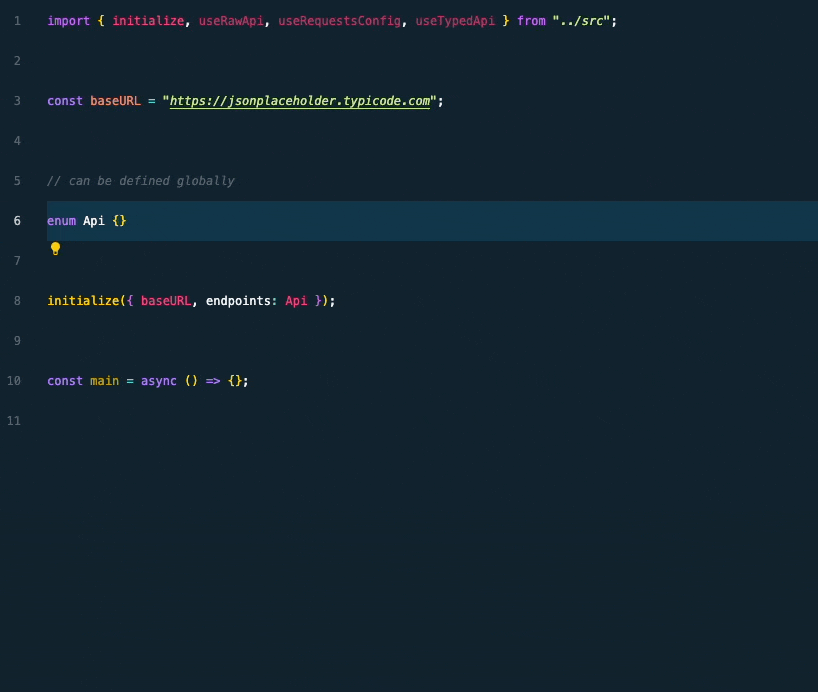 1 import { initialize, useRawApi, useRequestsConfig, useTypedApi } from "../src";
2
3 const baseURL = "https://jsonplaceholder.typicode.com";
4
5 // can be defined globally
6 enum Api {}
7
8 initialize({ baseURL, endpoints: Api });
9
10 const main = async () => {};
11